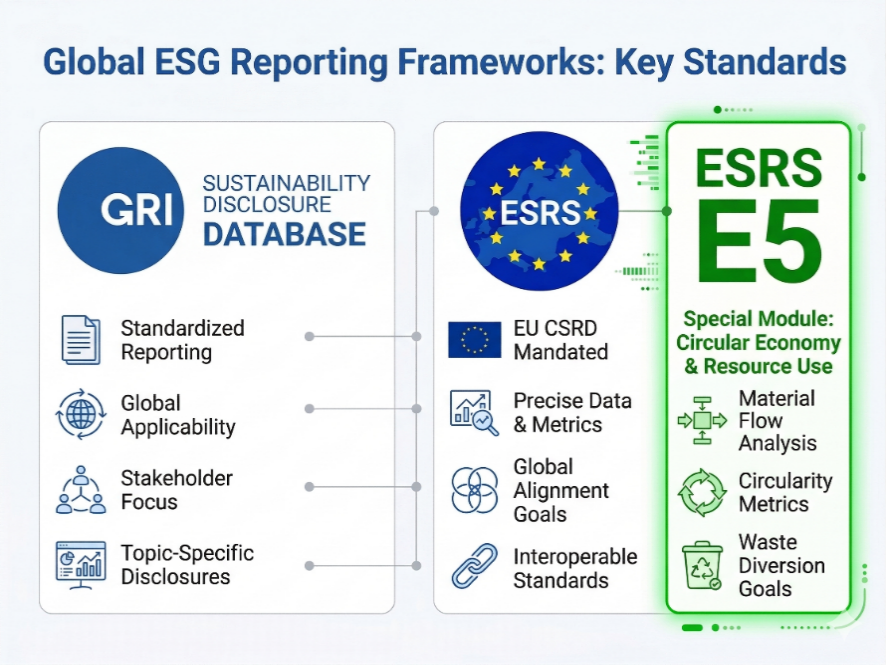 Global ESG Reporting Frameworks: Key Standards
GRI
SUSTAINABILITY
DISCLOSURE
DATABASE
Standardized
Reporting
Global
Applicability
Stakeholder
Focus
Topic-Specific
Disclosures
ESRS
EU CSRD
Mandated
Precise Data
& Metrics
Global
Alignment
Goals
Interoperable
Standards
ESRS
E5
Special Module:
Circular Economy
& Resource Use
Material
Flow
Analysis
Circularity
Metrics
Waste
Diversion
Goals